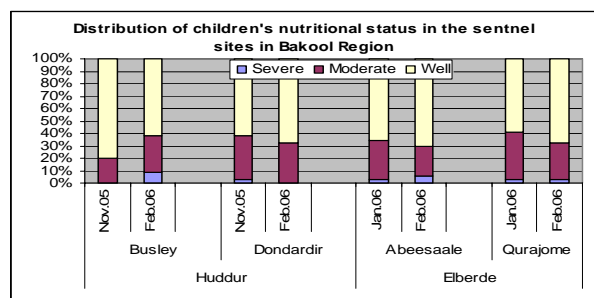 Distribution of children's nutritional status in the sentnel
sites in Bakool Region
Severe Moderate Well
100%
90%
80%
70%
60%
50%
40%
30%
20%
10%
0%
Nov.05 Feb.06 Nov.05 Feb.06 Jan.06 Feb.06 Jan.06 Feb.06
Busley Dondardir Abeesaale Qurajome
Huddur Elberde